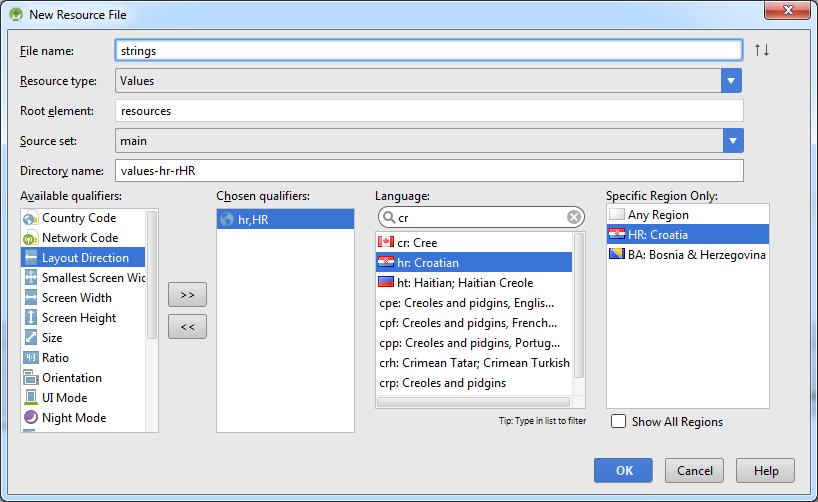 New Resource File
File name: strings
Resource type: Values
Root element: resources
Source set: main
Directory name: values-hr-rHR
Available qualifiers:
Country Code
Network Code
Layout Direction
Smallest Screen Wid
Screen Width
Screen Height
Size
Ratio
Orientation
UI Mode
Night Mode
>>
<<
Chosen qualifiers:
hr,HR
Language:
cr
cr: Cree
hr: Croatian
ht: Haitian; Haitian Creole
cpe: Creoles and pidgins, Englis...
cpf: Creoles and pidgins, French...
cpp: Creoles and pidgins, Portug...
crh: Crimean Tatar; Crimean Turkish
crp: Creoles and pidgins
Tip: Type in list to filter
Specific Region Only:
Any Region
HR: Croatia
BA: Bosnia & Herzegovina
Show All Regions
OK
Cancel
Help